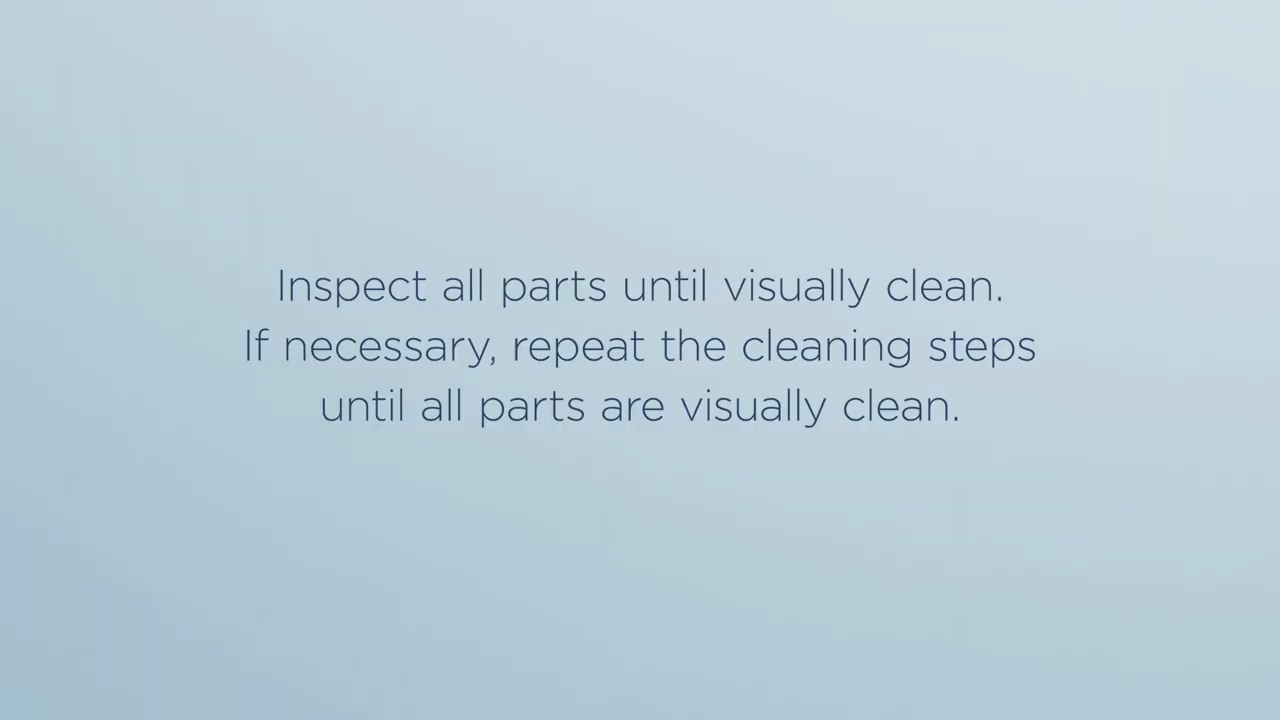 Inspect all parts until visually clean.
If necessary, repeat the cleaning steps
until all parts are visually clean.